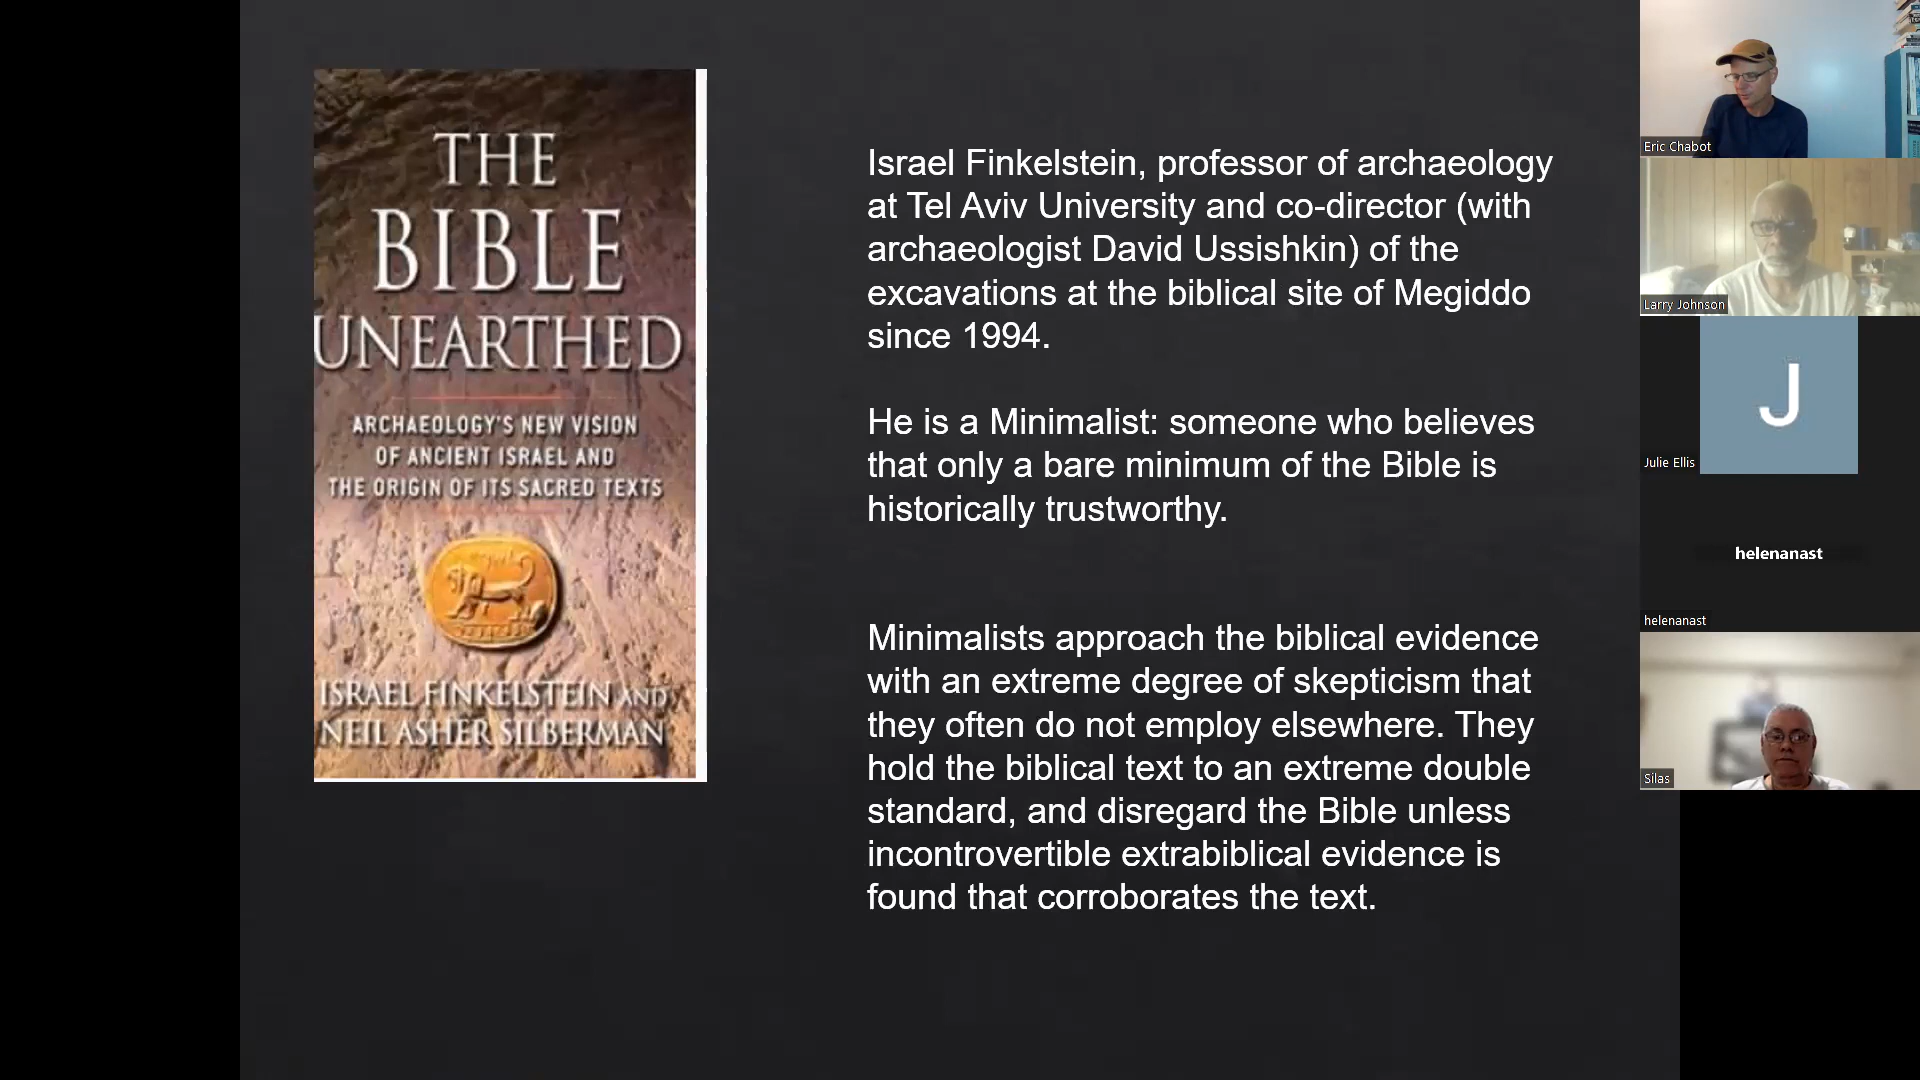 THE
BIBLE
UNEARTHED
ARCHAEOLOGY'S NEW VISION
OF ANCIENT ISRAEL AND
THE ORIGIN OF ITS SACRED TEXTS
ISRAEL FINKELSTEIN AND
NEIL ASHER SILBERMAN
Israel Finkelstein, professor of archaeology
at Tel Aviv University and co-director (with
archaeologist David Ussishkin) of the
excavations at the biblical site of Megiddo
since 1994.
He is a Minimalist: someone who believes
that only a bare minimum of the Bible is
historically trustworthy.
Minimalists approach the biblical evidence
with an extreme degree of skepticism that
they often do not employ elsewhere. They
hold the biblical text to an extreme double
standard, and disregard the Bible unless
incontrovertible extrabiblical evidence is
found that corroborates the text.
Eric Chabot
Larry Johnson
J
Julie Ellis
helenanast
helenanast
Silas